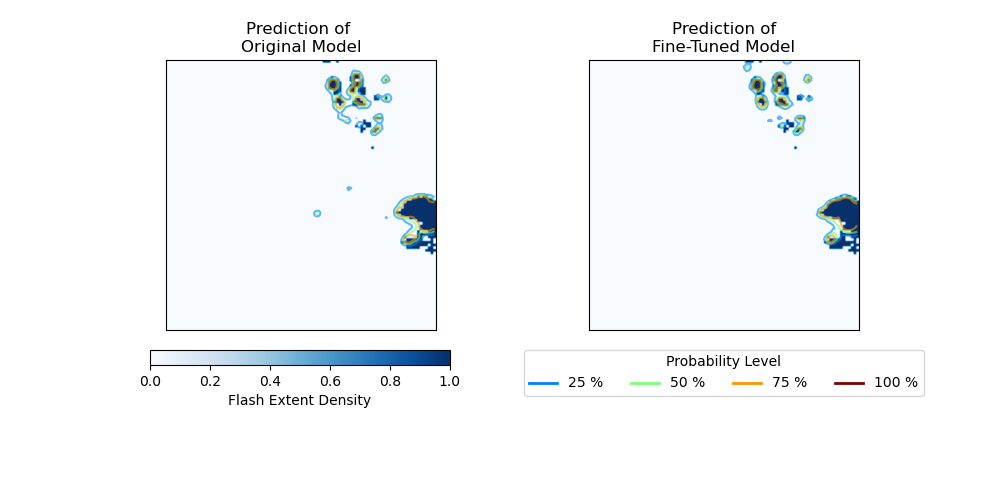 Prediction of
Original Model
Prediction of
Fine-Tuned Model
0.0 0.2 0.4 0.6 0.8 1.0
Flash Extent Density
Probability Level
25 % 50 % 75 % 100 %